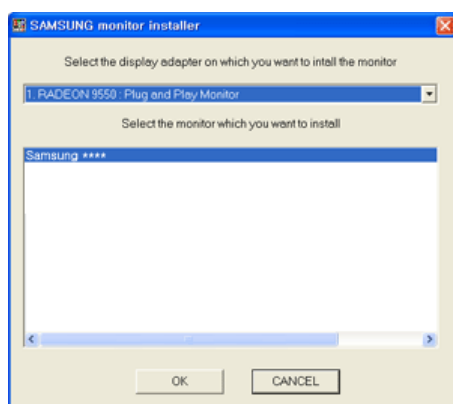 SAMSUNG monitor installer
Select the display adapter on which you want to intall the monitor
1. RADEON 9550 : Plug and Play Monitor
Select the monitor which you want to install
Samsung ****
OK
CANCEL